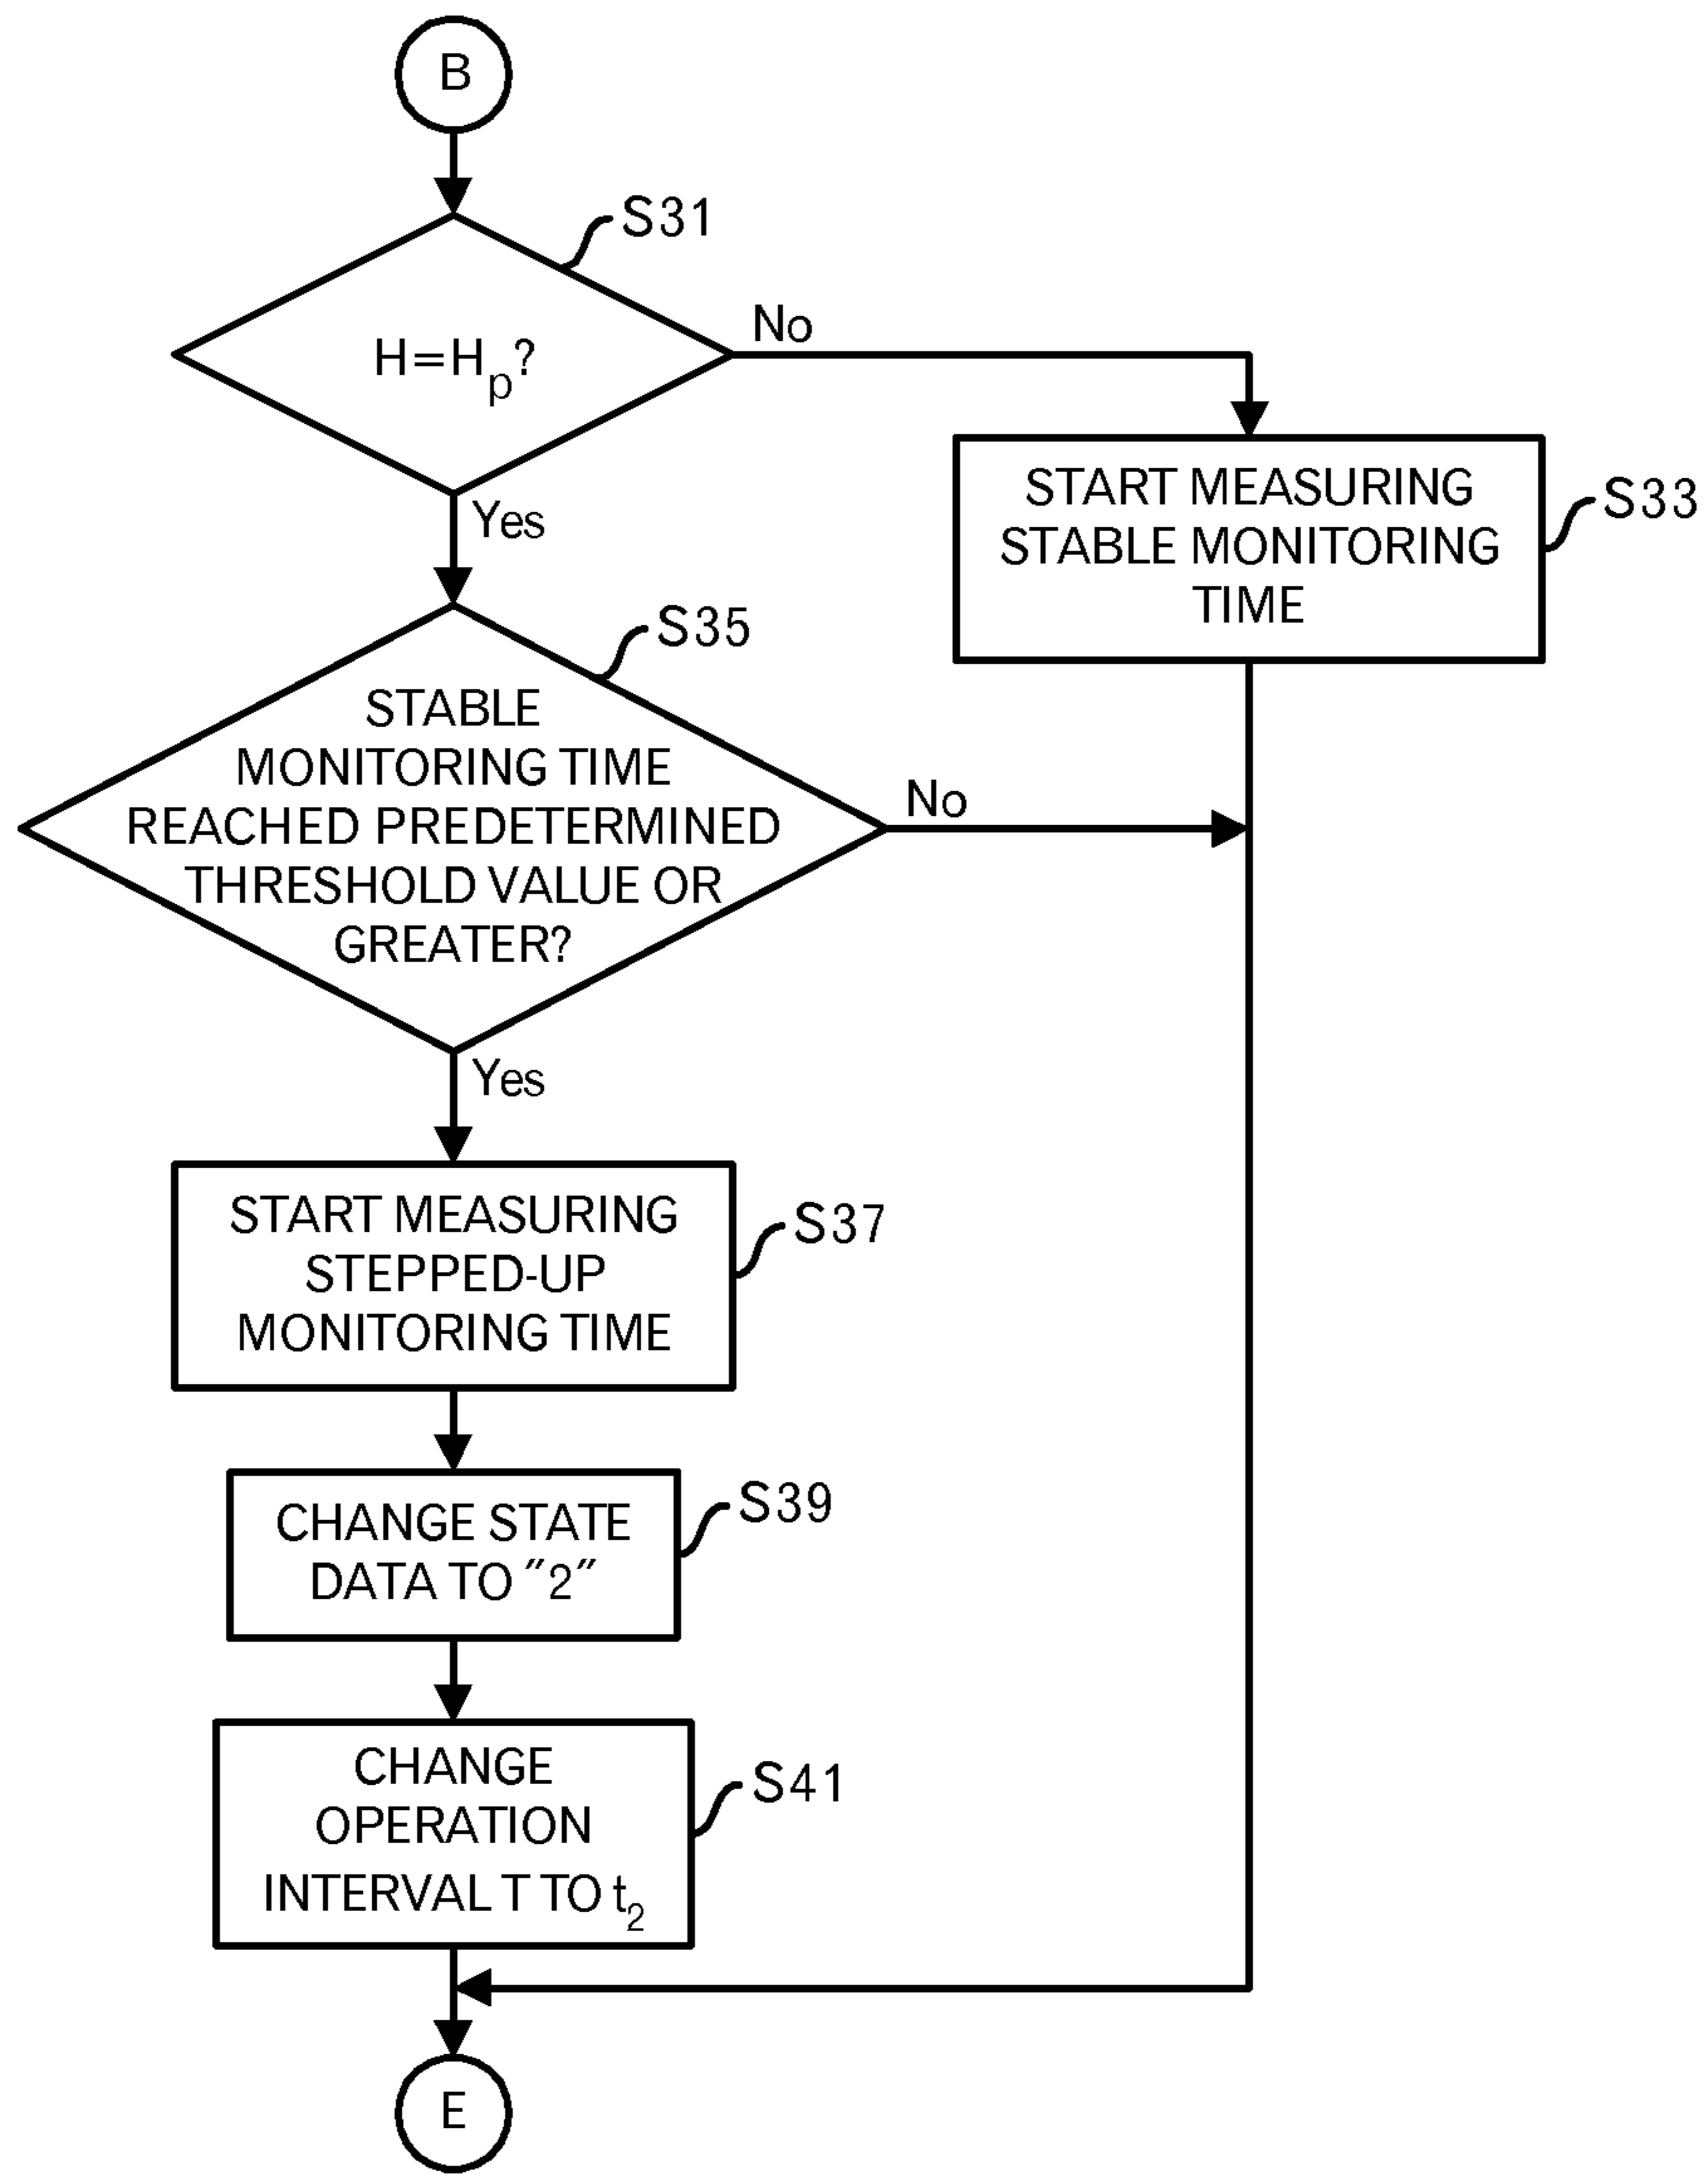 B
S31
H=Hp?
No
Yes
START MEASURING
STABLE MONITORING
TIME
S33
S35
STABLE
MONITORING TIME
REACHED PREDETERMINED
THRESHOLD VALUE OR
GREATER?
No
Yes
START MEASURING
STEPPED-UP
MONITORING TIME
S37
CHANGE STATE
DATA TO "2"
S39
CHANGE
OPERATION
INTERVAL T TO t2
S41
E